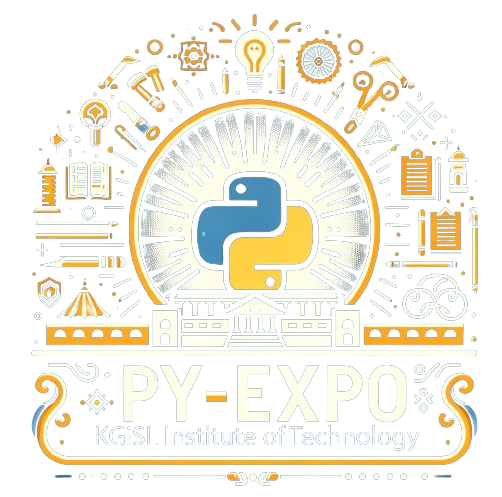 PY-EXPO
KGiSL Institute of Technology